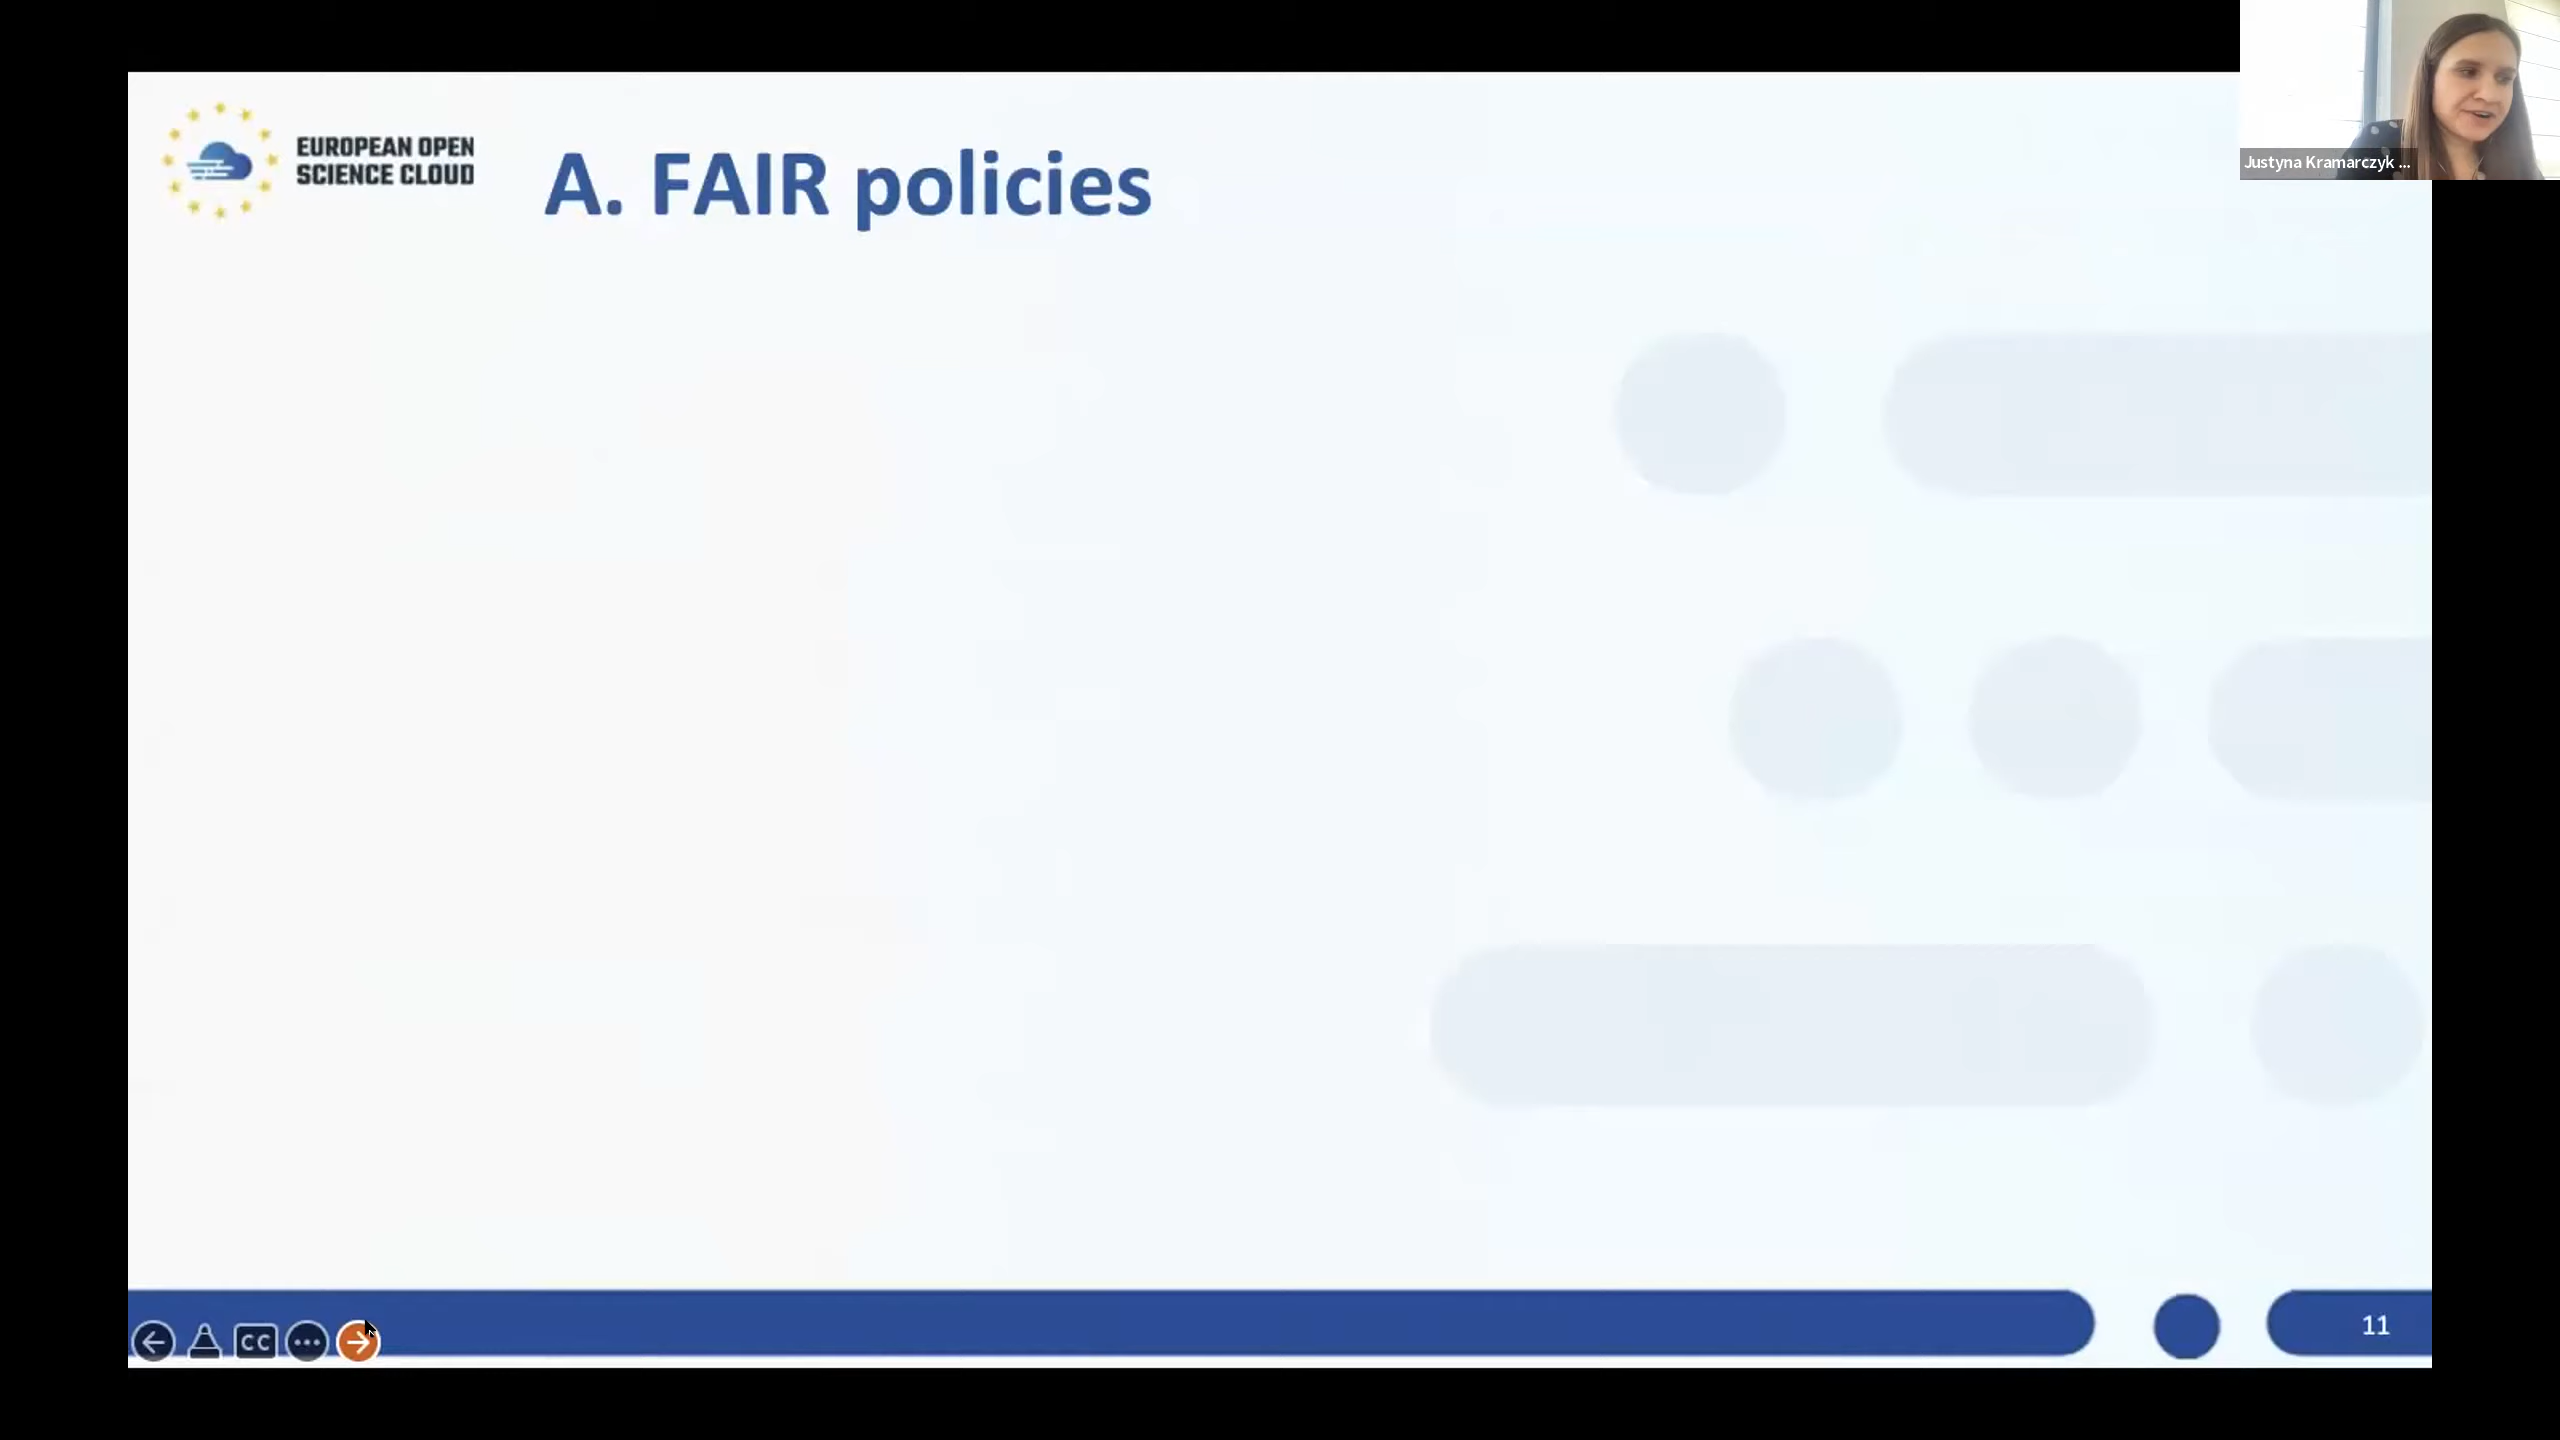 EUROPEAN OPEN
SCIENCE CLOUD
A. FAIR policies
Justyna Kramarczyk ...
CC
11